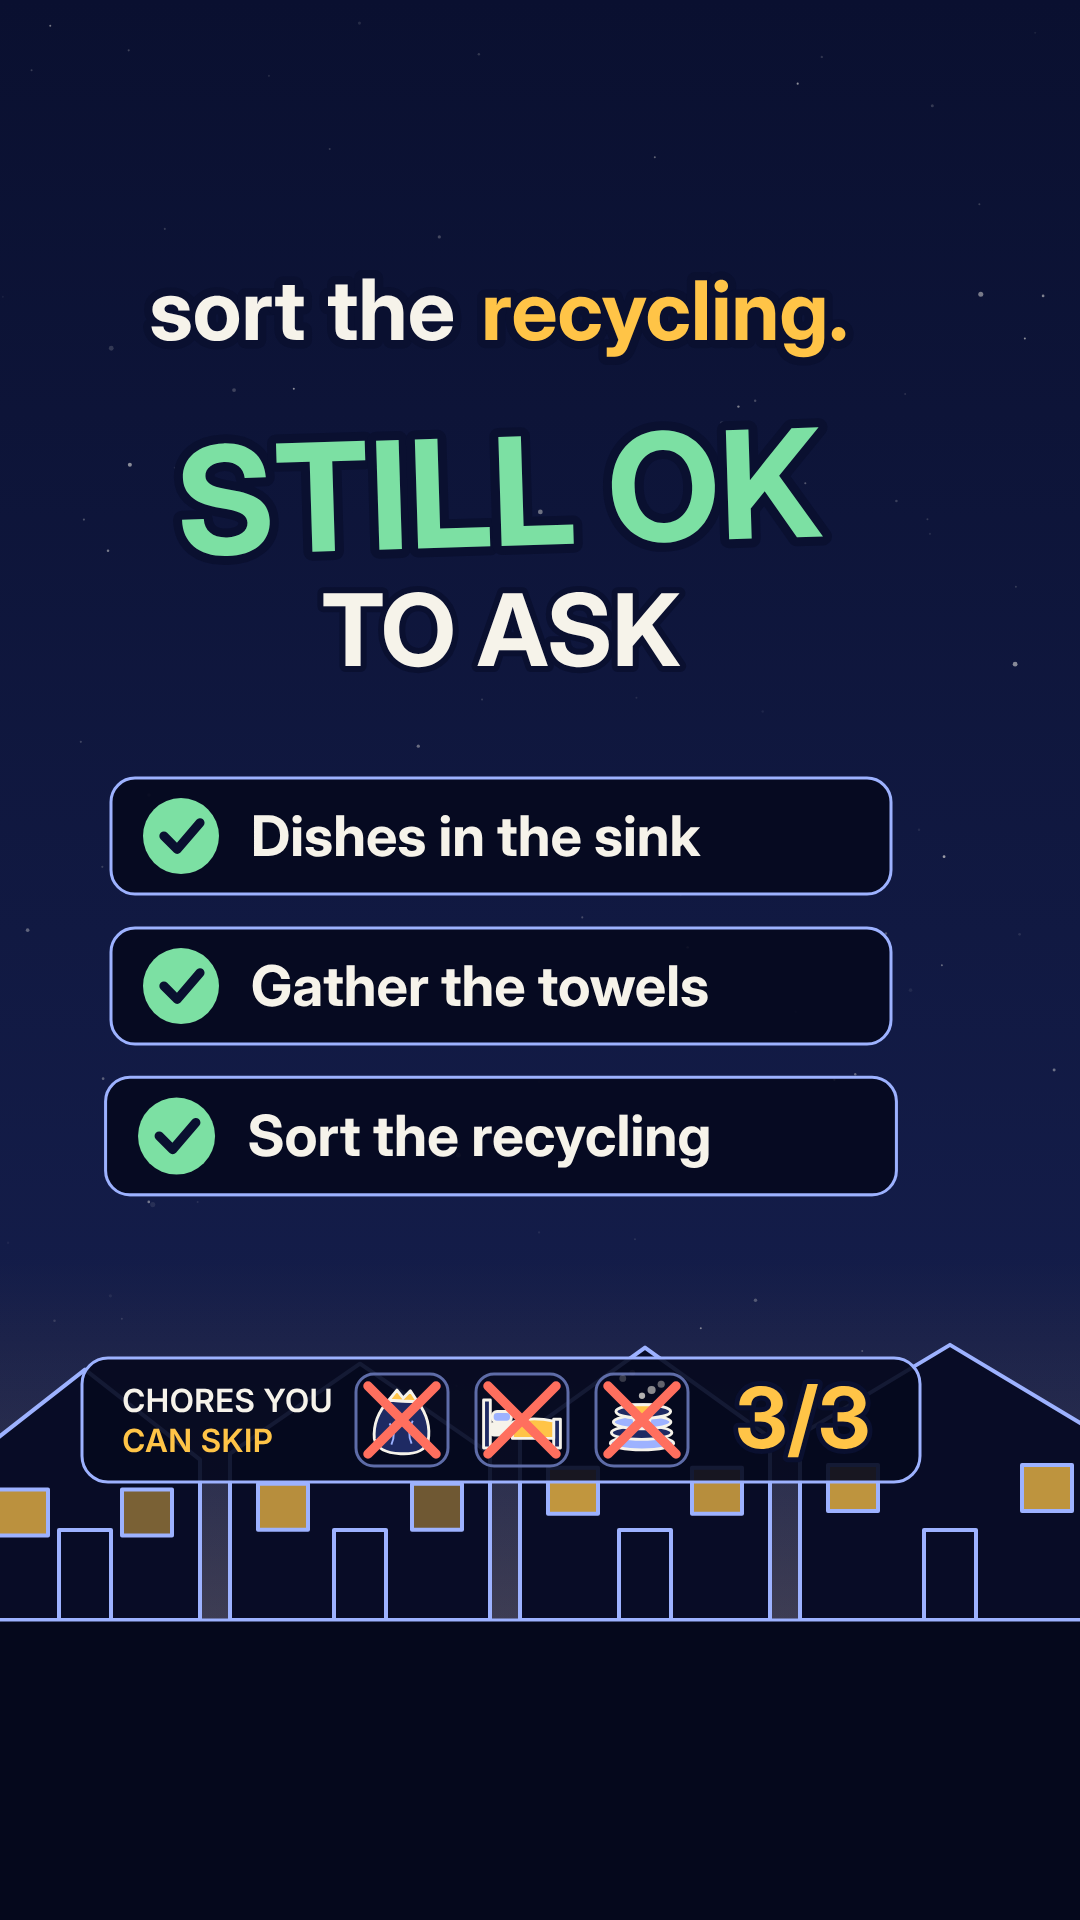 sort the recycling.
STILL OK
TO ASK
Dishes in the sink
Gather the towels
Sort the recycling
CHORES YOU
CAN SKIP
3/3